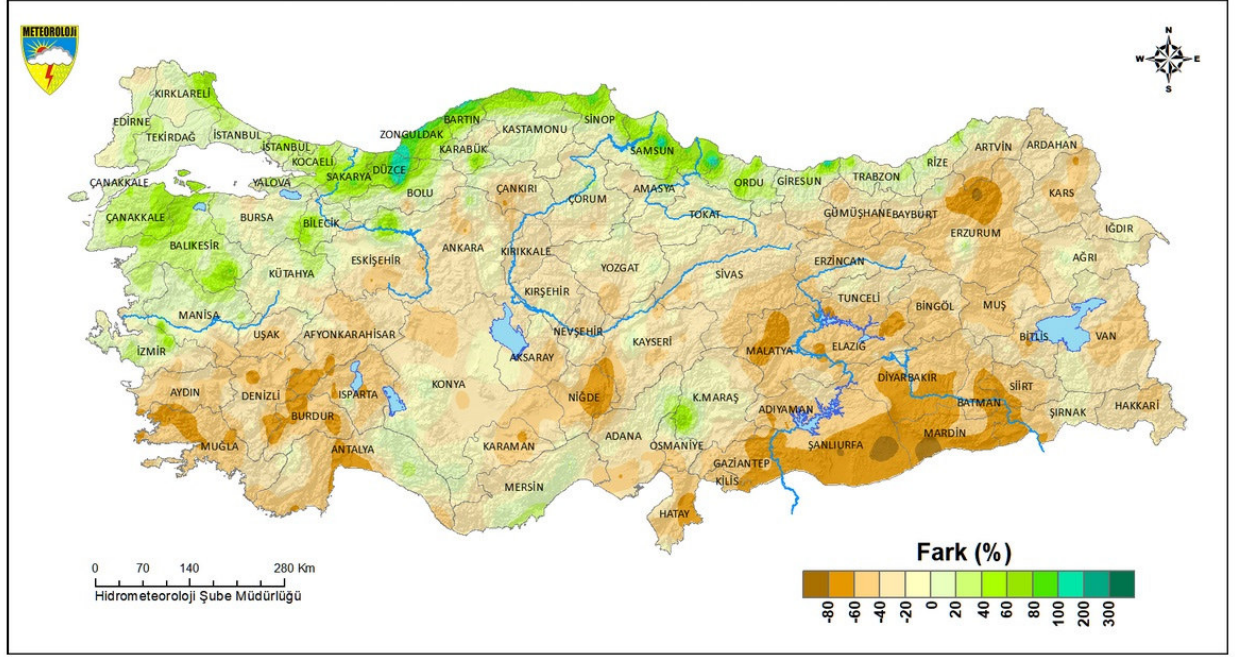 METEOROLOJİ
N
W E
S
KIRKLARELİ
EDİRNE
TEKİRDAĞ
İSTANBUL
İSTANBUL
KOCAELİ
YALOVA
SAKARYA
DÜZCE
ZONGULDAK
BARTIN
KARABÜK
KASTAMONU
SİNOP
SAMSUN
BOLU
ÇANKIRI
ÇORUM
AMASYA
TOKAT
ORDU
GİRESUN
TRABZON
RİZE
ARTVİN
ARDAHAN
KARS
GÜMÜŞHANE
BAYBURT
ERZURUM
IĞDIR
AĞRI
ÇANAKKALE
ÇANAKKALE
BALIKESİR
BURSA
BİLECİK
ESKİŞEHİR
KÜTAHYA
ANKARA
KIRIKKALE
KIRŞEHİR
YOZGAT
SİVAS
ERZİNCAN
TUNCELİ
BİNGÖL
MUŞ
BİTLİS
VAN
MANİSA
İZMİR
UŞAK
AFYONKARAHİSAR
NEVŞEHİR
AKSARAY
KAYSERİ
MALATYA
ELAZIĞ
DİYARBAKIR
BATMAN
SİİRT
ŞIRNAK
HAKKARİ
AYDIN
DENİZLİ
ISPARTA
BURDUR
KONYA
NİĞDE
K.MARAŞ
ADIYAMAN
MARDİN
ŞANLIURFA
MUĞLA
ANTALYA
KARAMAN
MERSİN
ADANA
OSMANİYE
GAZİANTEP
KİLİS
HATAY
0 70 140 280 Km
Hidrometeoroloji Şube Müdürlüğü
Fark (%)
-80 -60 -40 -20 0 20 40 60 80 100 200 300